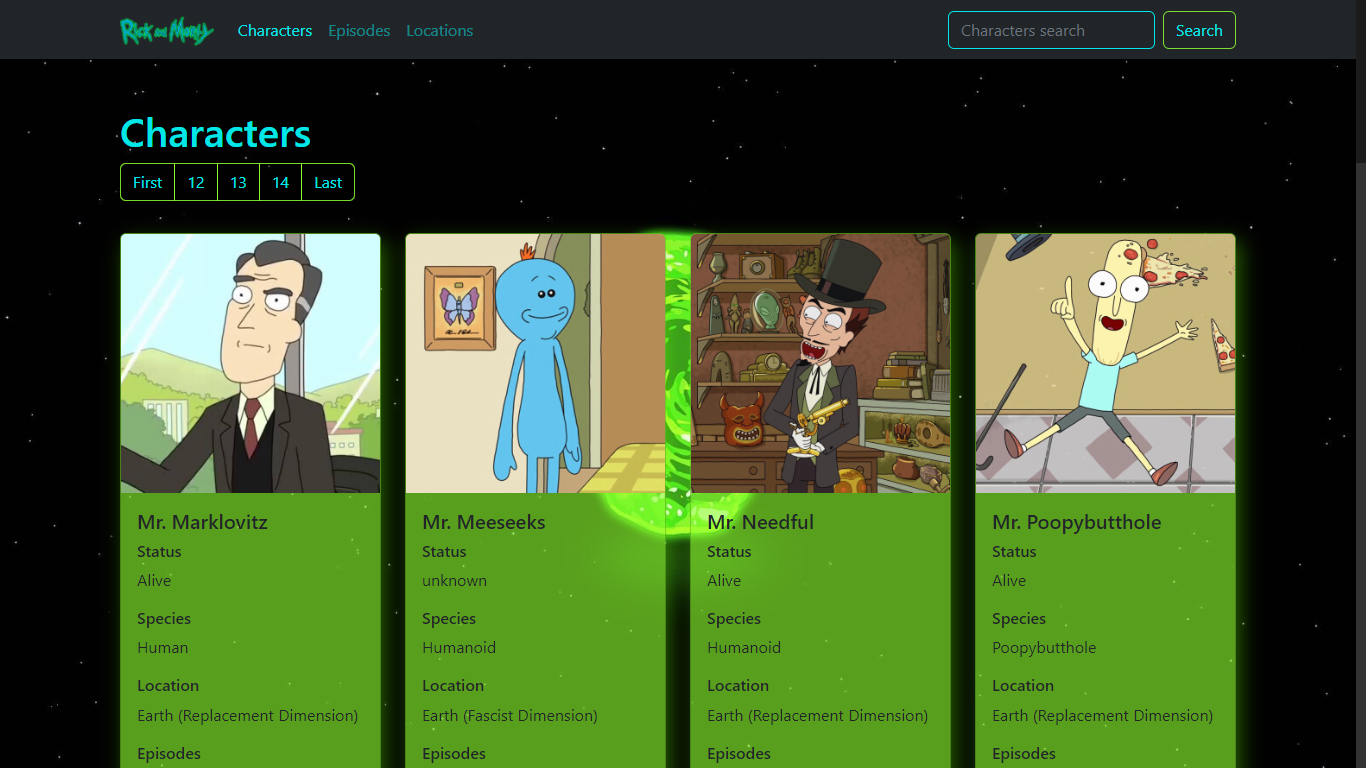 Rick and Morty Characters Episodes Locations Characters search Search
Characters
First 12 13 14 Last
Mr. Marklovitz
Status
Alive
Species
Human
Location
Earth (Replacement Dimension)
Episodes
Mr. Meeseeks
Status
unknown
Species
Humanoid
Location
Earth (Fascist Dimension)
Episodes
Mr. Needful
Status
Alive
Species
Humanoid
Location
Earth (Replacement Dimension)
Episodes
Mr. Poopybutthole
Status
Alive
Species
Poopybutthole
Location
Earth (Replacement Dimension)
Episodes